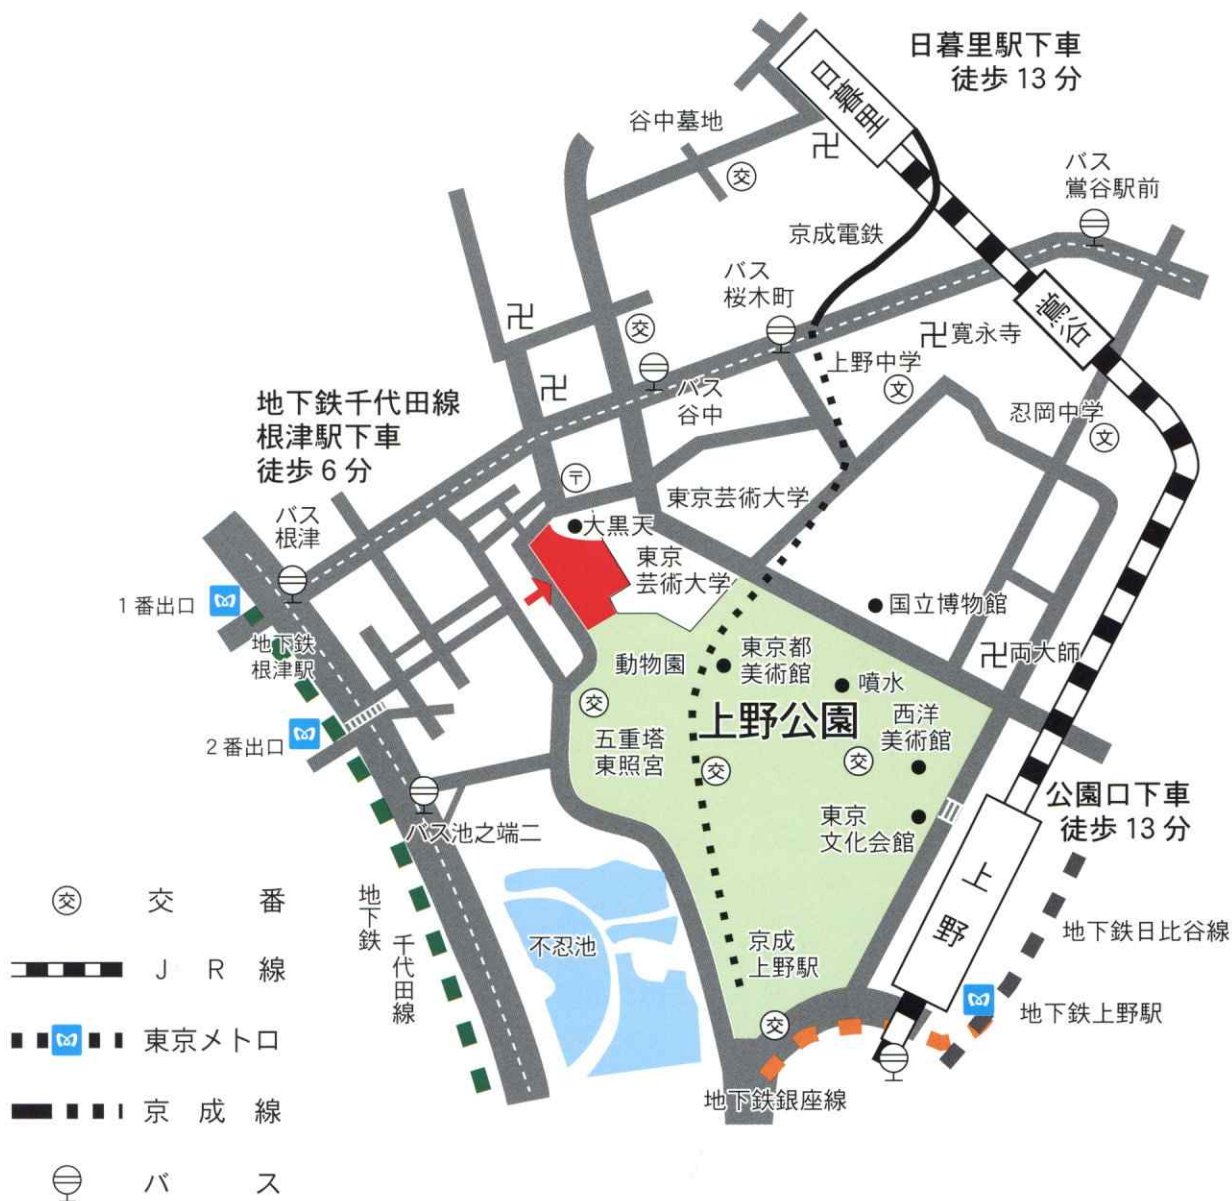 日暮里駅下車
徒歩 13 分
日暮里
谷中墓地
交
バス
鶯谷駅前
京成電鉄
バス
桜木町
鶯谷
寛永寺
上野中学
文
交
バス
谷中
忍岡中学
文
地下鉄千代田線
根津駅下車
徒歩 6 分
〒
バス
根津
東京芸術大学
大黒天
東京
芸術大学
1 番出口
国立博物館
地下鉄
根津駅
動物園
東京都
美術館
両大師
噴水
交
上野公園
西洋
美術館
2 番出口
五重塔
東照宮
交
交
公園口下車
徒歩 13 分
バス池之端二
東京
文化会館
上野
地下鉄
千代田線
不忍池
京成
上野駅
地下鉄日比谷線
地下鉄上野駅
交
地下鉄銀座線
交 交番
JR線
東京メトロ
京成線
バス